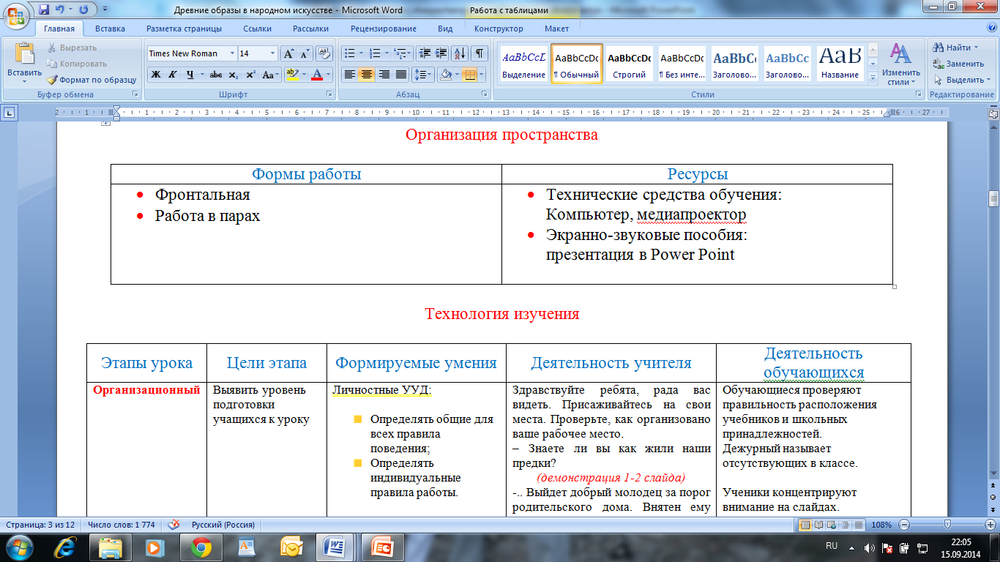 Древние образы в народном искусстве - Microsoft Word
Работа с таблицами
Главная
Вставка
Разметка страницы
Ссылки
Рассылки
Рецензирование
Вид
Конструктор
Макет
Вставить
Вырезать
Копировать
Формат по образцу
Буфер обмена
Times New Roman
14
Шрифт
Абзац
AaBbCcL
Выделение
AaBbCcDc
¶ Обычный
AaBbCcDc
Строгий
AaBbCcDc
¶ Без инте...
AaBbC
Заголово...
AaBbCc
Заголово...
AaB
Название
Изменить
стили
Стили
Найти
Заменить
Выделить
Редактирование
Организация пространства
Формы работы
Ресурсы
Фронтальная
Работа в парах
Технические средства обучения:
Компьютер, медиапроектор
Экранно-звуковые пособия:
презентация в Power Point
Технология изучения
Этапы урока
Цели этапа
Формируемые умения
Деятельность учителя
Деятельность
обучающихся
Организационный
Выявить уровень
подготовки
учащихся к уроку
Личностные УУД:
Определять общие для
всех правила
поведения;
Определять
индивидуальные
правила работы.
Здравствуйте ребята, рада вас
видеть. Присаживайтесь на свои
места. Проверьте, как организовано
ваше рабочее место.
– Знаете ли вы как жили наши
предки?
(демонстрация 1-2 слайда)
-.. Выйдет добрый молодец за порог
родительского дома. Внятен ему
Обучающиеся проверяют
правильность расположения
учебников и школьных
принадлежностей.
Дежурный называет
отсутствующих в классе.
Ученики концентрируют
внимание на слайдах.
Страница: 3 из 12
Число слов: 1 774
Русский (Россия)
108%
RU
22:05
15.09.2014